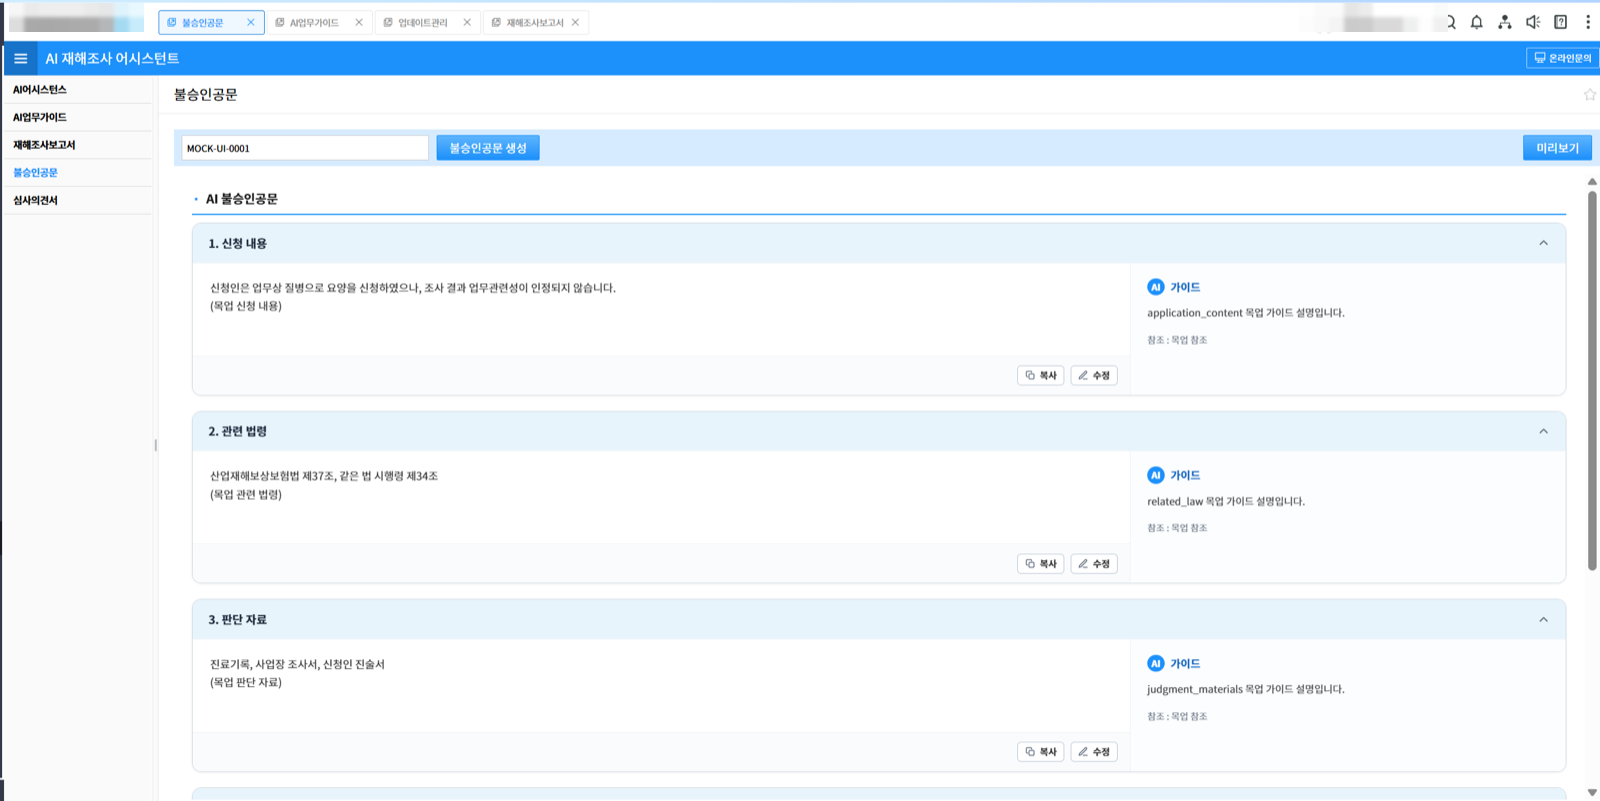 불승인공문
AI업무가이드
업데이트관리
재해조사보고서
AI 재해조사 어시스턴트
온라인문의
AI어시스턴스
AI업무가이드
재해조사보고서
불승인공문
심사의견서
불승인공문
MOCK-UI-0001
불승인공문 생성
미리보기
AI 불승인공문
1. 신청 내용
신청인은 업무상 질병으로 요양을 신청하였으나, 조사 결과 업무관련성이 인정되지 않습니다.
(목업 신청 내용)
복사
수정
AI 가이드
application_content 목업 가이드 설명입니다.
참조 : 목업 참조
2. 관련 법령
산업재해보상보험법 제37조, 같은 법 시행령 제34조
(목업 관련 법령)
복사
수정
AI 가이드
related_law 목업 가이드 설명입니다.
참조 : 목업 참조
3. 판단 자료
진료기록, 사업장 조사서, 신청인 진술서
(목업 판단 자료)
복사
수정
AI 가이드
judgment_materials 목업 가이드 설명입니다.
참조 : 목업 참조